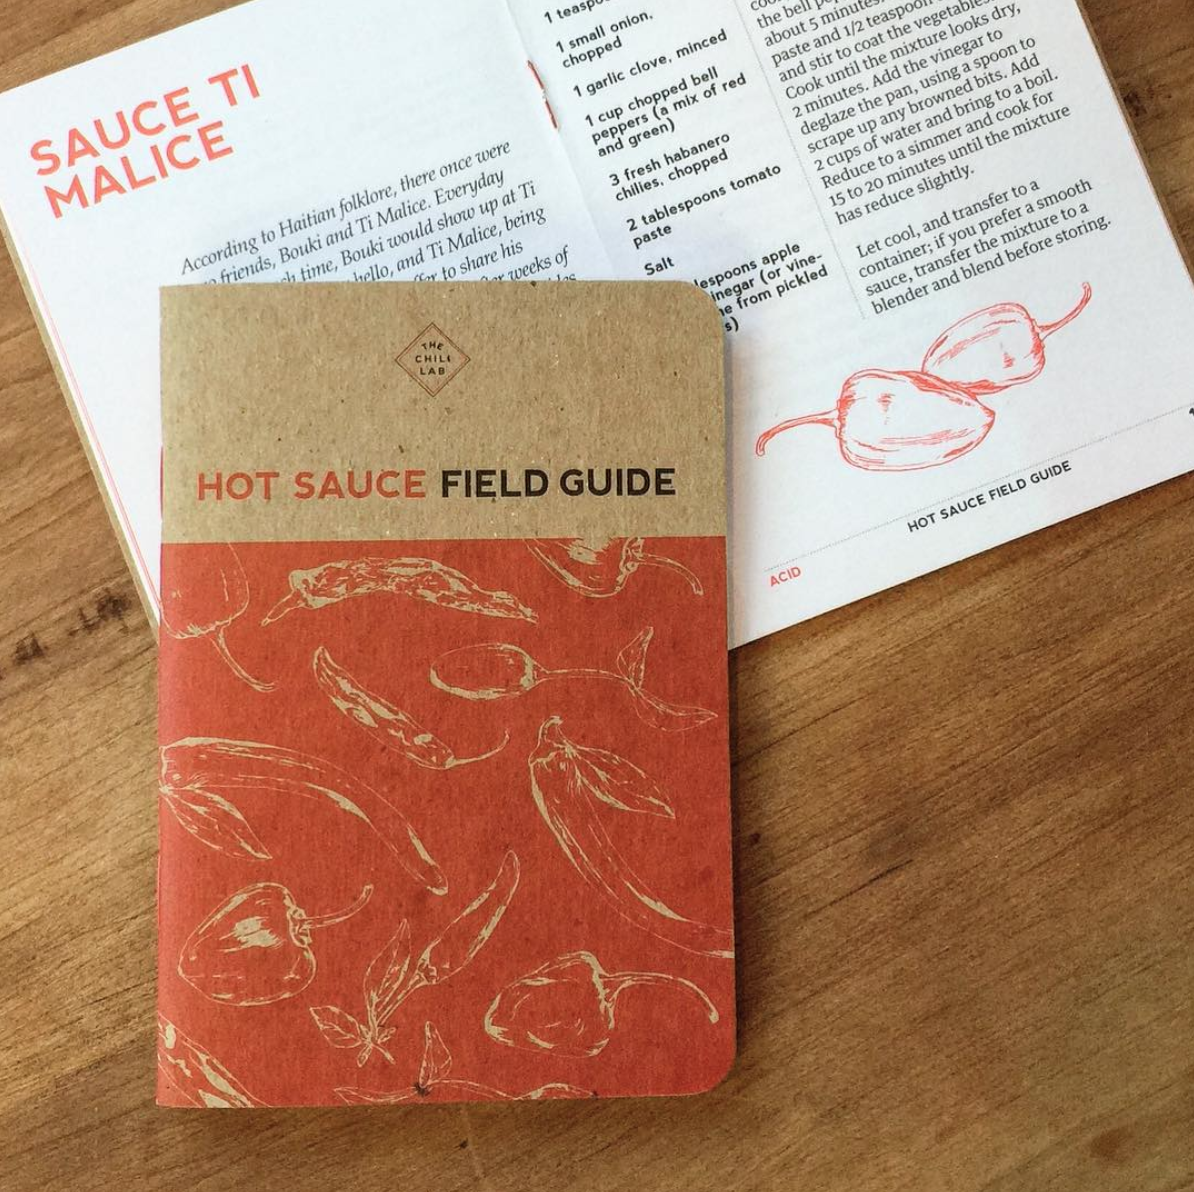 SAUCE TI
MALICE
According to Haitian folklore, there once were
friends, Bouki and Ti Malice. Everyday
time, Bouki would show up at Ti
hello, and Ti Malice, being
to share his
weeks of
1 small onion,
chopped
1 garlic clove, minced
1 cup chopped bell
peppers (a mix of red
and green)
3 fresh habanero
chilies, chopped
2 tablespoons tomato
paste
Salt
apple
(or vine-
from pickled
the bell
about 5 minutes.
paste and 1/2 teaspoon
and stir to coat the vegetables.
Cook until the mixture looks dry,
2 minutes. Add the vinegar to
deglaze the pan, using a spoon to
scrape up any browned bits. Add
2 cups of water and bring to a boil.
Reduce to a simmer and cook for
15 to 20 minutes until the mixture
has reduce slightly.
Let cool, and transfer to a
container; if you prefer a smooth
sauce, transfer the mixture to a
blender and blend before storing.
ACID
HOT SAUCE FIELD GUIDE
THE
CHILI
LAB
HOT SAUCE FIELD GUIDE